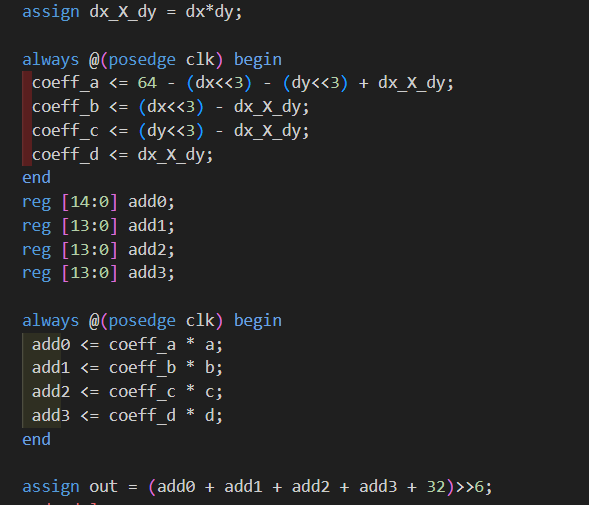 assign dx_X_dy = dx*dy;
always @(posedge clk) begin
coeff_a <= 64 - (dx<<3) - (dy<<3) + dx_X_dy;
coeff_b <= (dx<<3) - dx_X_dy;
coeff_c <= (dy<<3) - dx_X_dy;
coeff_d <= dx_X_dy;
end
reg [14:0] add0;
reg [13:0] add1;
reg [13:0] add2;
reg [13:0] add3;
always @(posedge clk) begin
add0 <= coeff_a * a;
add1 <= coeff_b * b;
add2 <= coeff_c * c;
add3 <= coeff_d * d;
end
assign out = (add0 + add1 + add2 + add3 + 32)>>6;